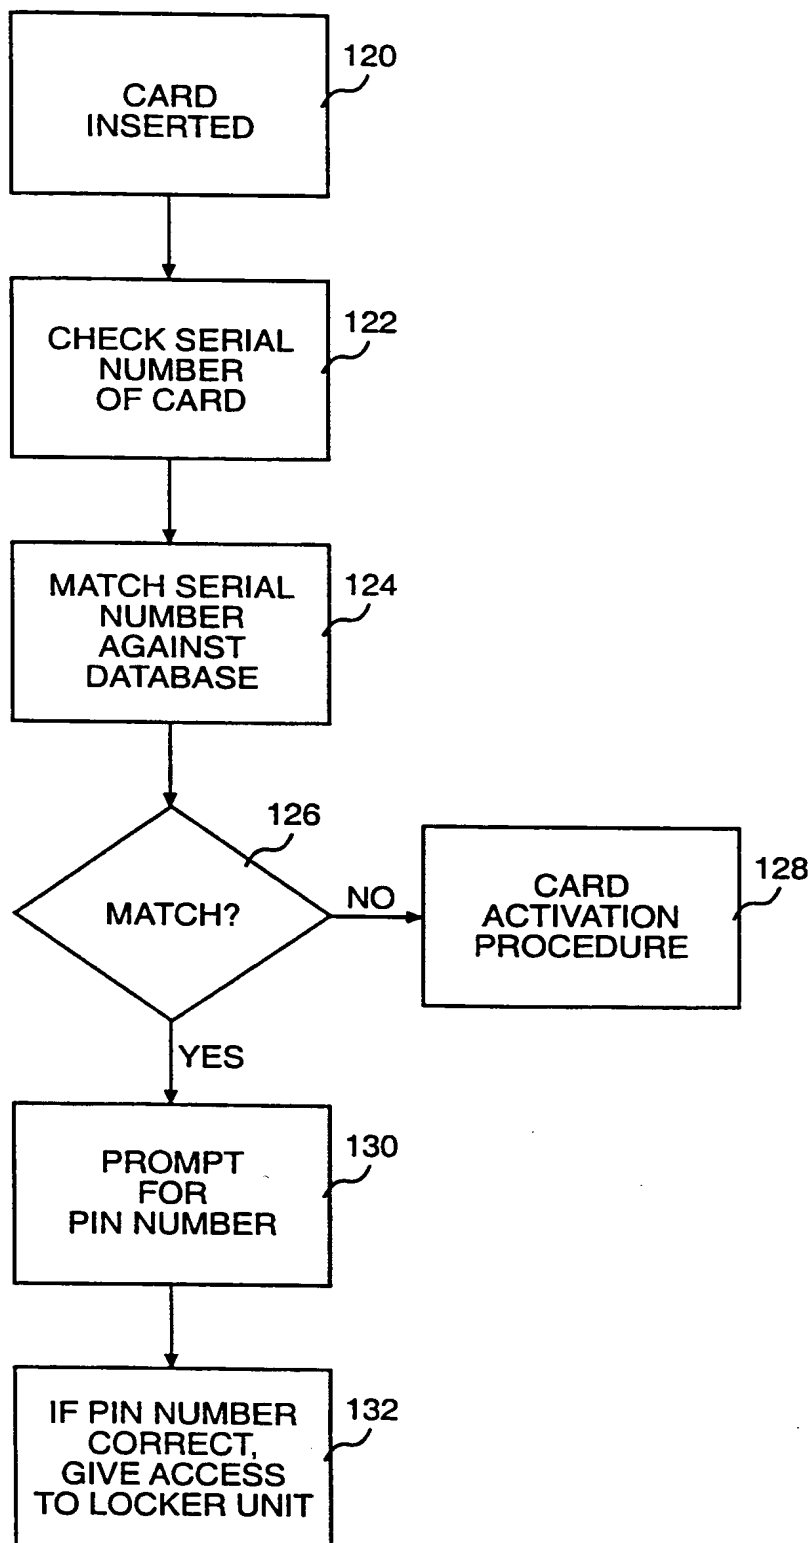 CARD
INSERTED
120
CHECK SERIAL
NUMBER
OF CARD
122
MATCH SERIAL
NUMBER
AGAINST
DATABASE
124
MATCH?
126
NO
CARD
ACTIVATION
PROCEDURE
128
YES
PROMPT
FOR
PIN NUMBER
130
IF PIN NUMBER
CORRECT,
GIVE ACCESS
TO LOCKER UNIT
132